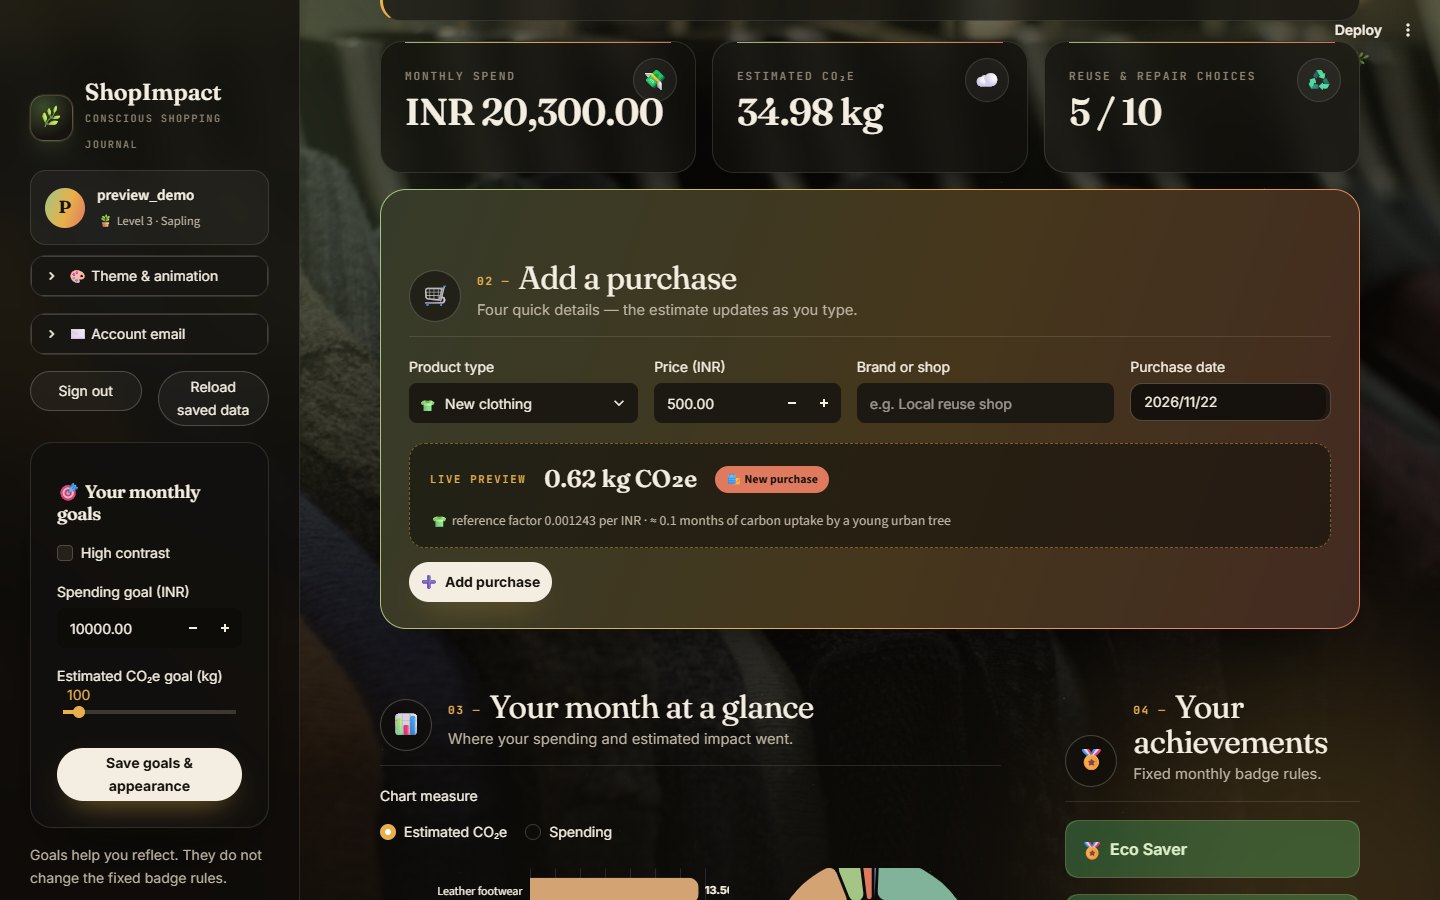 Deploy
ShopImpact
CONSCIOUS SHOPPING
JOURNAL
P
preview_demo
Level 3 · Sapling
Theme & animation
Account email
Sign out
Reload
saved data
Your monthly
goals
High contrast
Spending goal (INR)
10000.00
Estimated CO₂e goal (kg)
100
Save goals &
appearance
Goals help you reflect. They do not
change the fixed badge rules.
MONTHLY SPEND
INR 20,300.00
ESTIMATED CO₂E
34.98 kg
REUSE & REPAIR CHOICES
5 / 10
02 — Add a purchase
Four quick details — the estimate updates as you type.
Product type
New clothing
Price (INR)
500.00
Brand or shop
e.g. Local reuse shop
Purchase date
2026/11/22
LIVE PREVIEW 0.62 kg CO₂e New purchase
reference factor 0.001243 per INR · ≈ 0.1 months of carbon uptake by a young urban tree
Add purchase
03 — Your month at a glance
Where your spending and estimated impact went.
Chart measure
Estimated CO₂e
Spending
Leather footwear
04 — Your
achievements
Fixed monthly badge rules.
Eco Saver